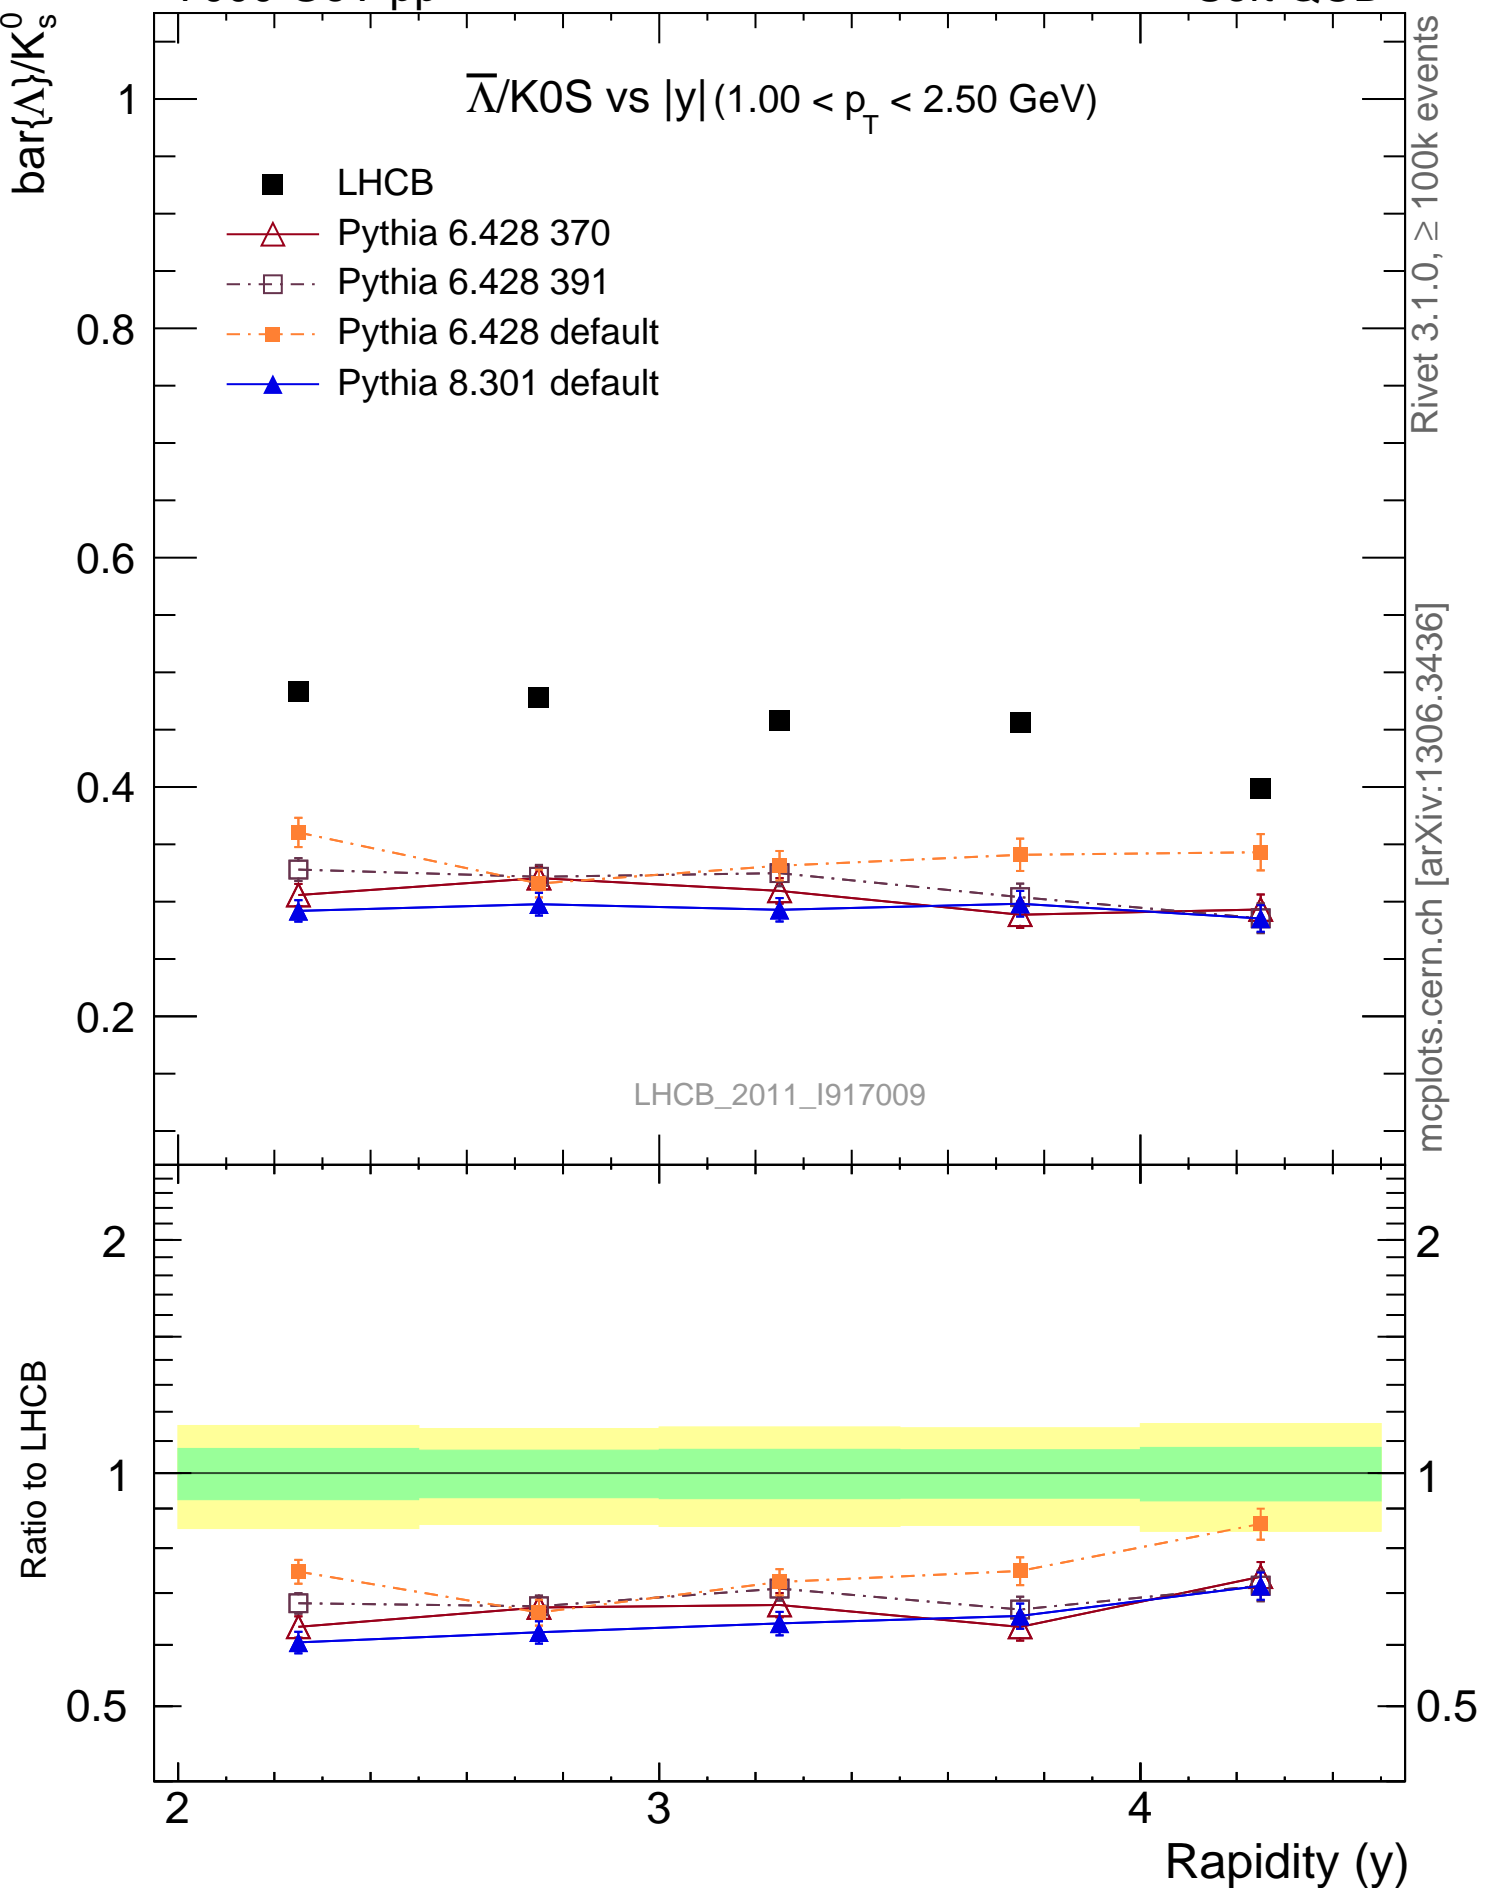 bar{Λ}/K⁰ₛ
Λ̅/K0S vs |y| (1.00 < p_T < 2.50 GeV)
LHCB
Pythia 6.428 370
Pythia 6.428 391
Pythia 6.428 default
Pythia 8.301 default
1
0.8
0.6
0.4
0.2
LHCB_2011_I917009
Rivet 3.1.0, ≥ 100k events
mcplots.cern.ch [arXiv:1306.3436]
Ratio to LHCB
2
1
0.5
2
1
0.5
2
3
4
Rapidity (y)